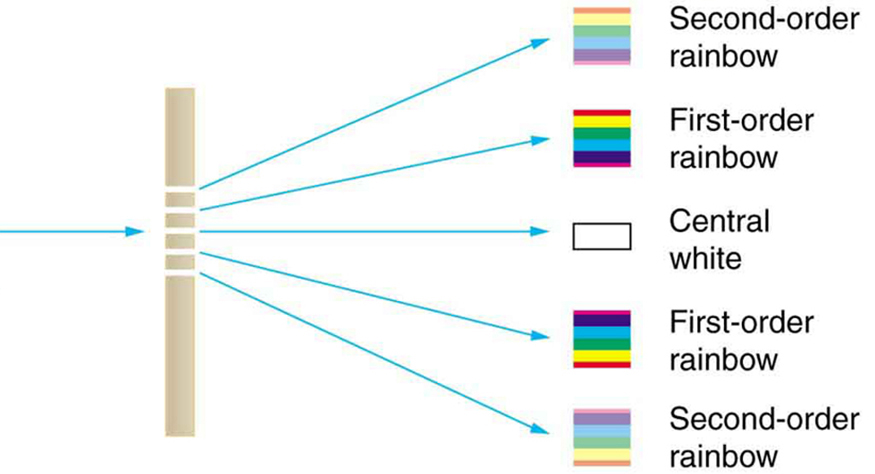 Second-order
rainbow
First-order
rainbow
Central
white
First-order
rainbow
Second-order
rainbow